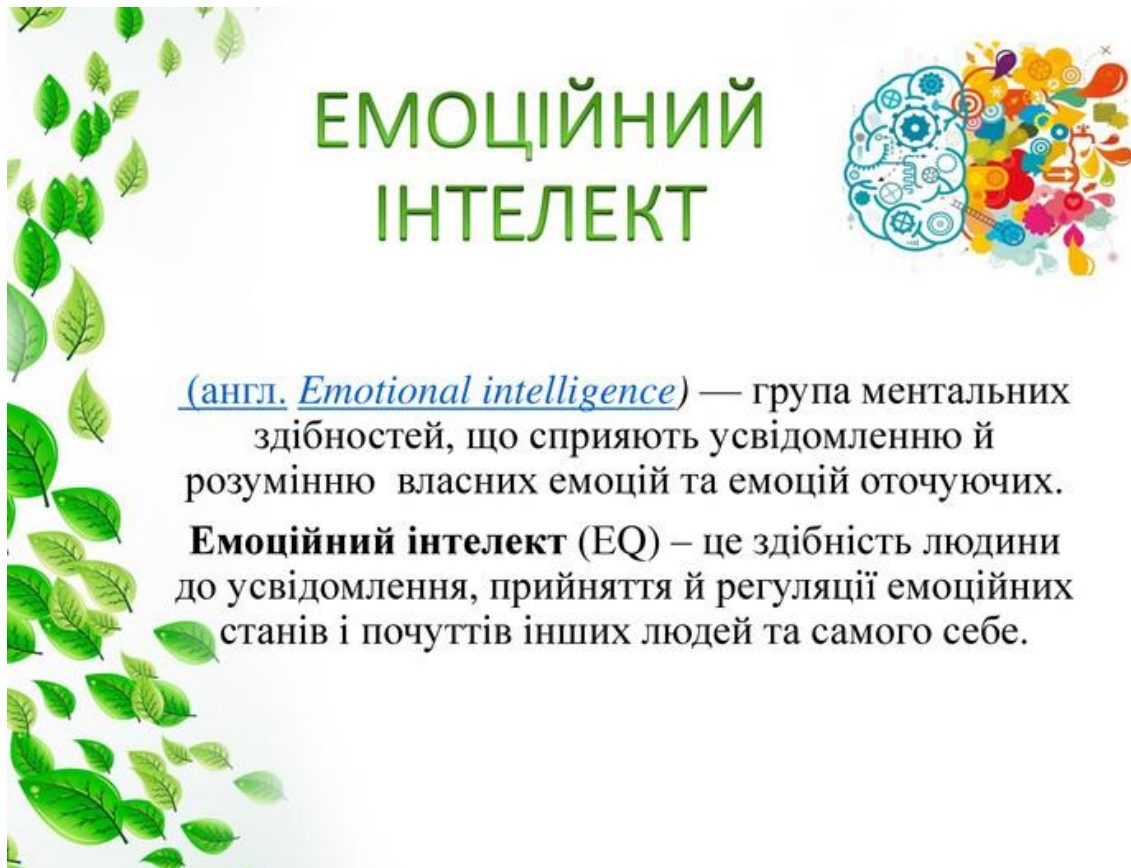 ЕМОЦІЙНИЙ
ІНТЕЛЕКТ
(англ. Emotional intelligence) — група ментальних
здібностей, що сприяють усвідомленню й
розумінню власних емоцій та емоцій оточуючих.
Емоційний інтелект (EQ) – це здібність людини
до усвідомлення, прийняття й регуляції емоційних
станів і почуттів інших людей та самого себе.